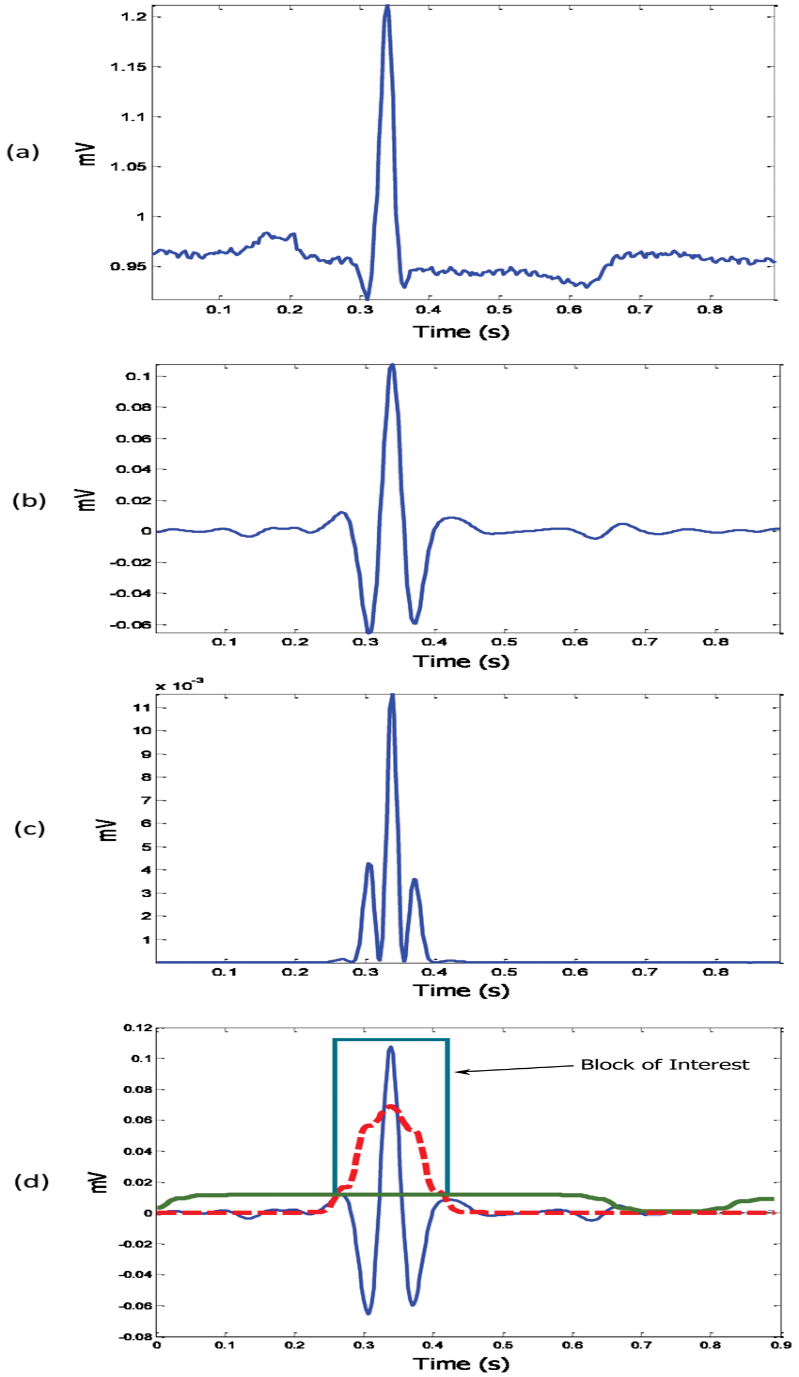 1.2
1.15
1.1
1.05
1
0.95
(a)
mV
0.1 0.2 0.3 0.4 0.5 0.6 0.7 0.8
Time (s)
0.1
0.08
0.06
0.04
0.02
0
-0.02
-0.04
-0.06
(b)
mV
0.1 0.2 0.3 0.4 0.5 0.6 0.7 0.8
Time (s)
x 10⁻³
11
10
9
8
7
6
5
4
3
2
1
(c)
mV
0.1 0.2 0.3 0.4 0.5 0.6 0.7 0.8
Time (s)
0.12
0.1
0.08
0.06
0.04
0.02
0
-0.02
-0.04
-0.06
-0.08
(d)
mV
Block of Interest
0 0.1 0.2 0.3 0.4 0.5 0.6 0.7 0.8 0.9
Time (s)